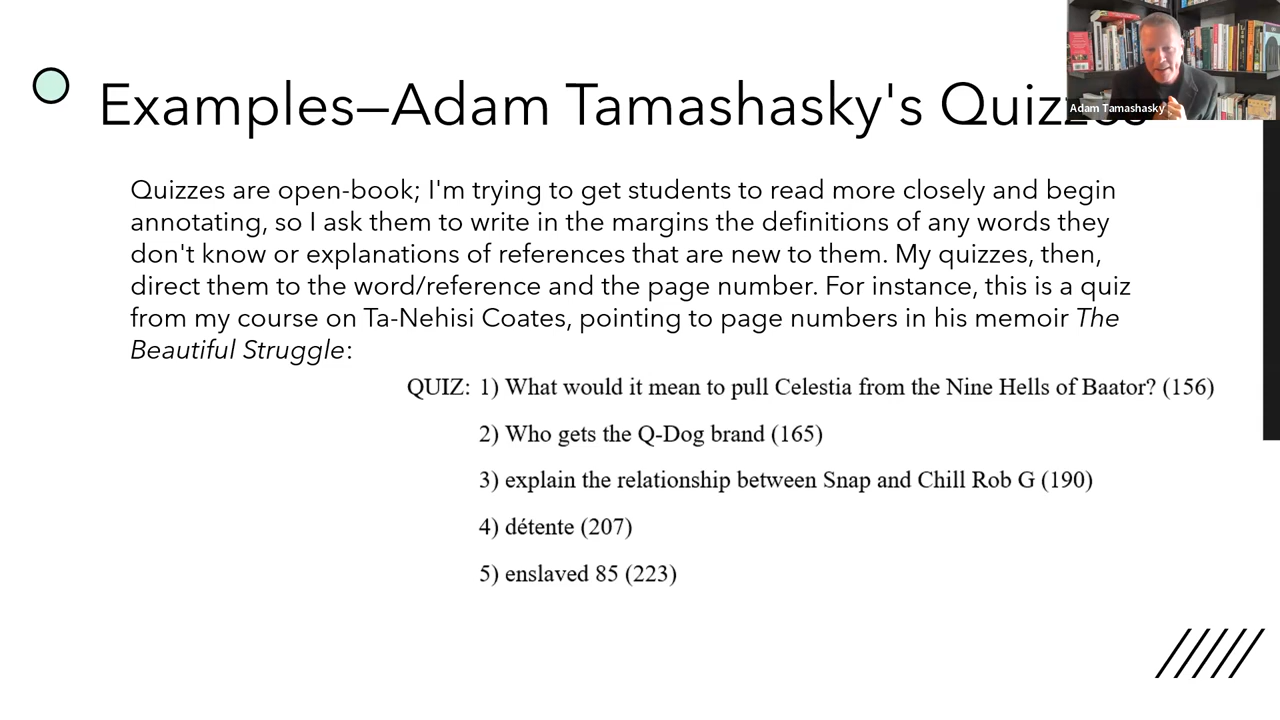 Examples—Adam Tamashasky's Quizzes
Adam Tamashasky
Quizzes are open-book; I'm trying to get students to read more closely and begin
annotating, so I ask them to write in the margins the definitions of any words they
don't know or explanations of references that are new to them. My quizzes, then,
direct them to the word/reference and the page number. For instance, this is a quiz
from my course on Ta-Nehisi Coates, pointing to page numbers in his memoir The
Beautiful Struggle:
QUIZ: 1) What would it mean to pull Celestia from the Nine Hells of Baator? (156)
2) Who gets the Q-Dog brand (165)
3) explain the relationship between Snap and Chill Rob G (190)
4) détente (207)
5) enslaved 85 (223)